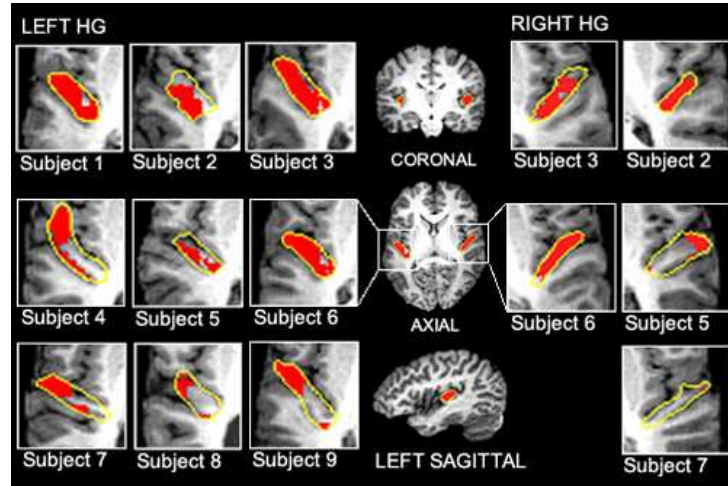 LEFT HG
RIGHT HG
Subject 1
Subject 2
Subject 3
CORONAL
Subject 3
Subject 2
Subject 4
Subject 5
Subject 6
AXIAL
Subject 6
Subject 5
Subject 7
Subject 8
Subject 9
LEFT SAGITTAL
Subject 7